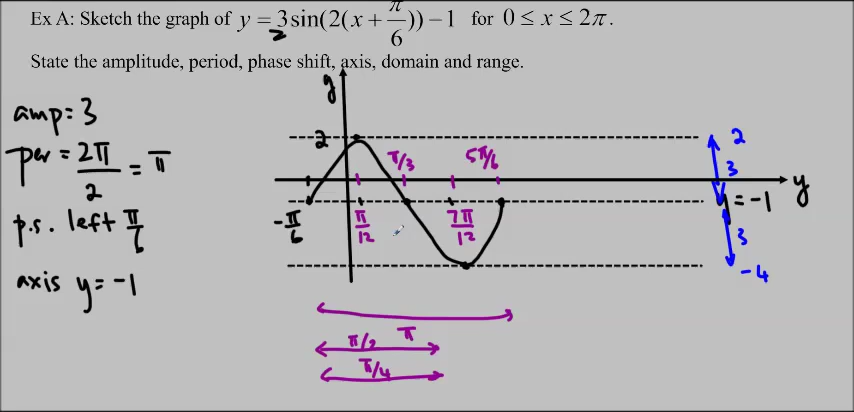 Ex A: Sketch the graph of y = 3sin(2(x + π/6)) − 1 for 0 ≤ x ≤ 2π.
State the amplitude, period, phase shift, axis, domain and range.
amp = 3
per = 2π/2 = π
p.s. left π/6
axis y = -1
y
2
π/3
5π/6
-π/6
π/12
7π/12
y
2
3
y = -1
3
-4
π
π/2
π/4